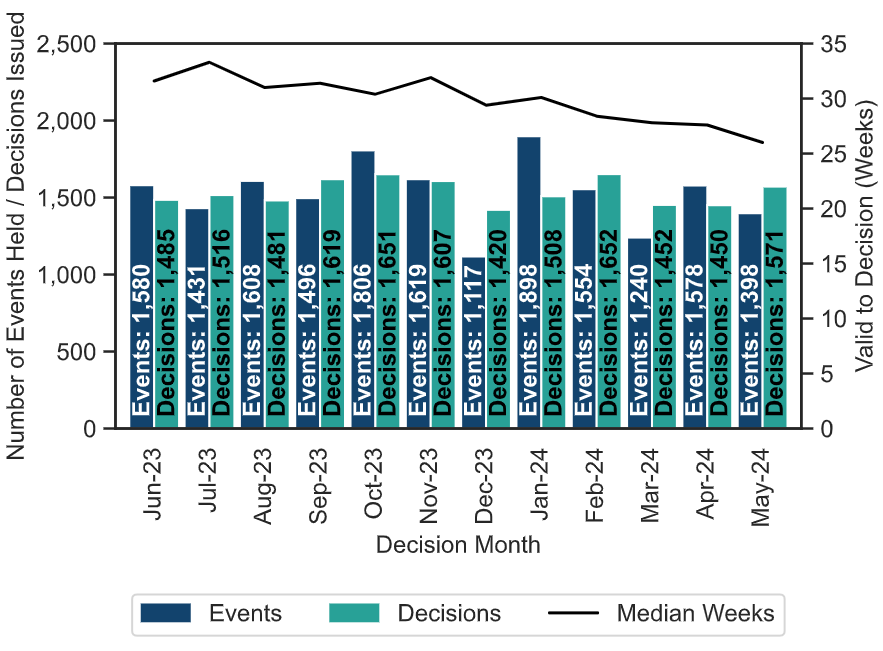 Number of Events Held / Decisions Issued
2,500
2,000
1,500
1,000
500
0
Events: 1,580
Decisions: 1,485
Events: 1,431
Decisions: 1,516
Events: 1,608
Decisions: 1,481
Events: 1,496
Decisions: 1,619
Events: 1,806
Decisions: 1,651
Events: 1,619
Decisions: 1,607
Events: 1,117
Decisions: 1,420
Events: 1,898
Decisions: 1,508
Events: 1,554
Decisions: 1,652
Events: 1,240
Decisions: 1,452
Events: 1,578
Decisions: 1,450
Events: 1,398
Decisions: 1,571
35
30
25
20
15
10
5
0
Valid to Decision (Weeks)
Jun-23
Jul-23
Aug-23
Sep-23
Oct-23
Nov-23
Dec-23
Jan-24
Feb-24
Mar-24
Apr-24
May-24
Decision Month
Events
Decisions
Median Weeks